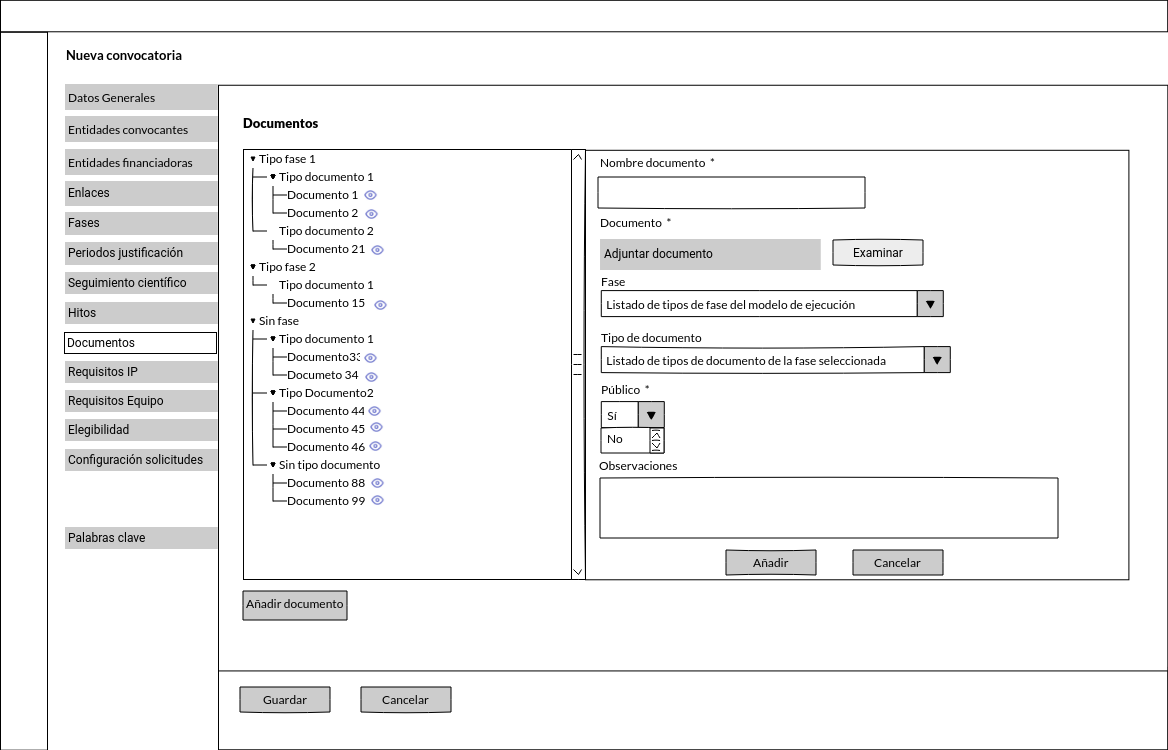 Nueva convocatoria
Datos Generales
Entidades convocantes
Entidades financiadoras
Enlaces
Fases
Periodos justificación
Seguimiento científico
Hitos
Documentos
Requisitos IP
Requisitos Equipo
Elegibilidad
Configuración solicitudes
Palabras clave
Documentos
Tipo fase 1
Tipo documento 1
Documento 1
Documento 2
Tipo documento 2
Documento 21
Tipo fase 2
Tipo documento 1
Documento 15
Sin fase
Tipo documento 1
Documento33
Documeto 34
Tipo Documento2
Documento 44
Documento 45
Documento 46
Sin tipo documento
Documento 88
Documento 99
Nombre documento *
Documento *
Adjuntar documento Examinar
Fase
Listado de tipos de fase del modelo de ejecución
Tipo de documento
Listado de tipos de documento de la fase seleccionada
Público *
Sí
No
Observaciones
Añadir Cancelar
Añadir documento
Guardar Cancelar